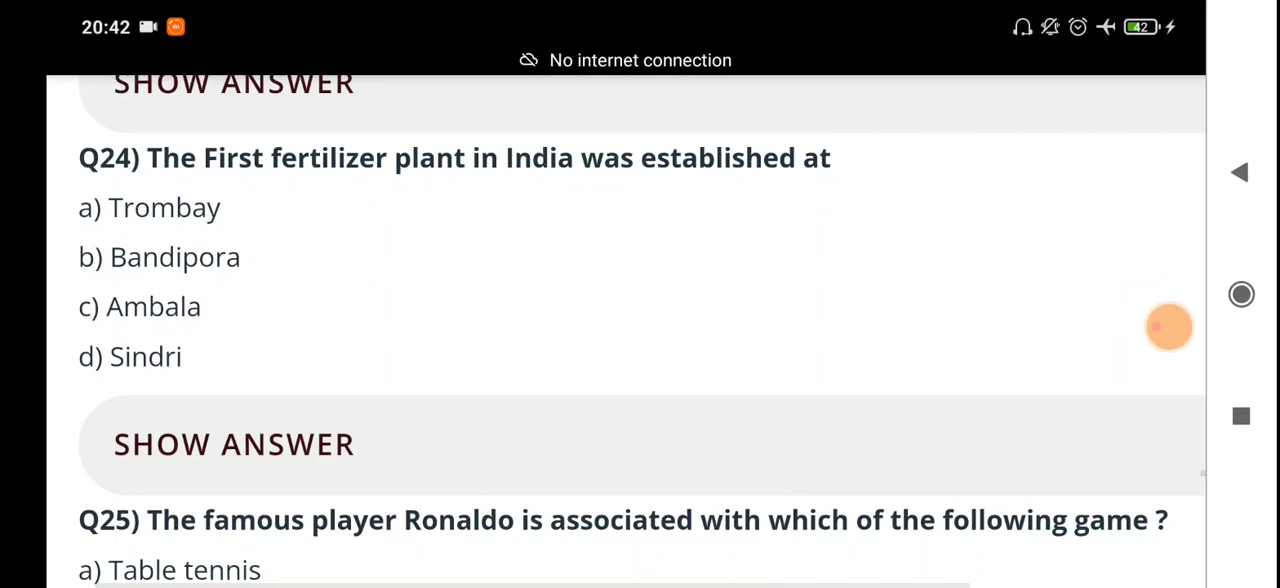 20:42
42
No internet connection
SHOW ANSWER
Q24) The First fertilizer plant in India was established at
a) Trombay
b) Bandipora
c) Ambala
d) Sindri
SHOW ANSWER
Q25) The famous player Ronaldo is associated with which of the following game ?
a) Table tennis